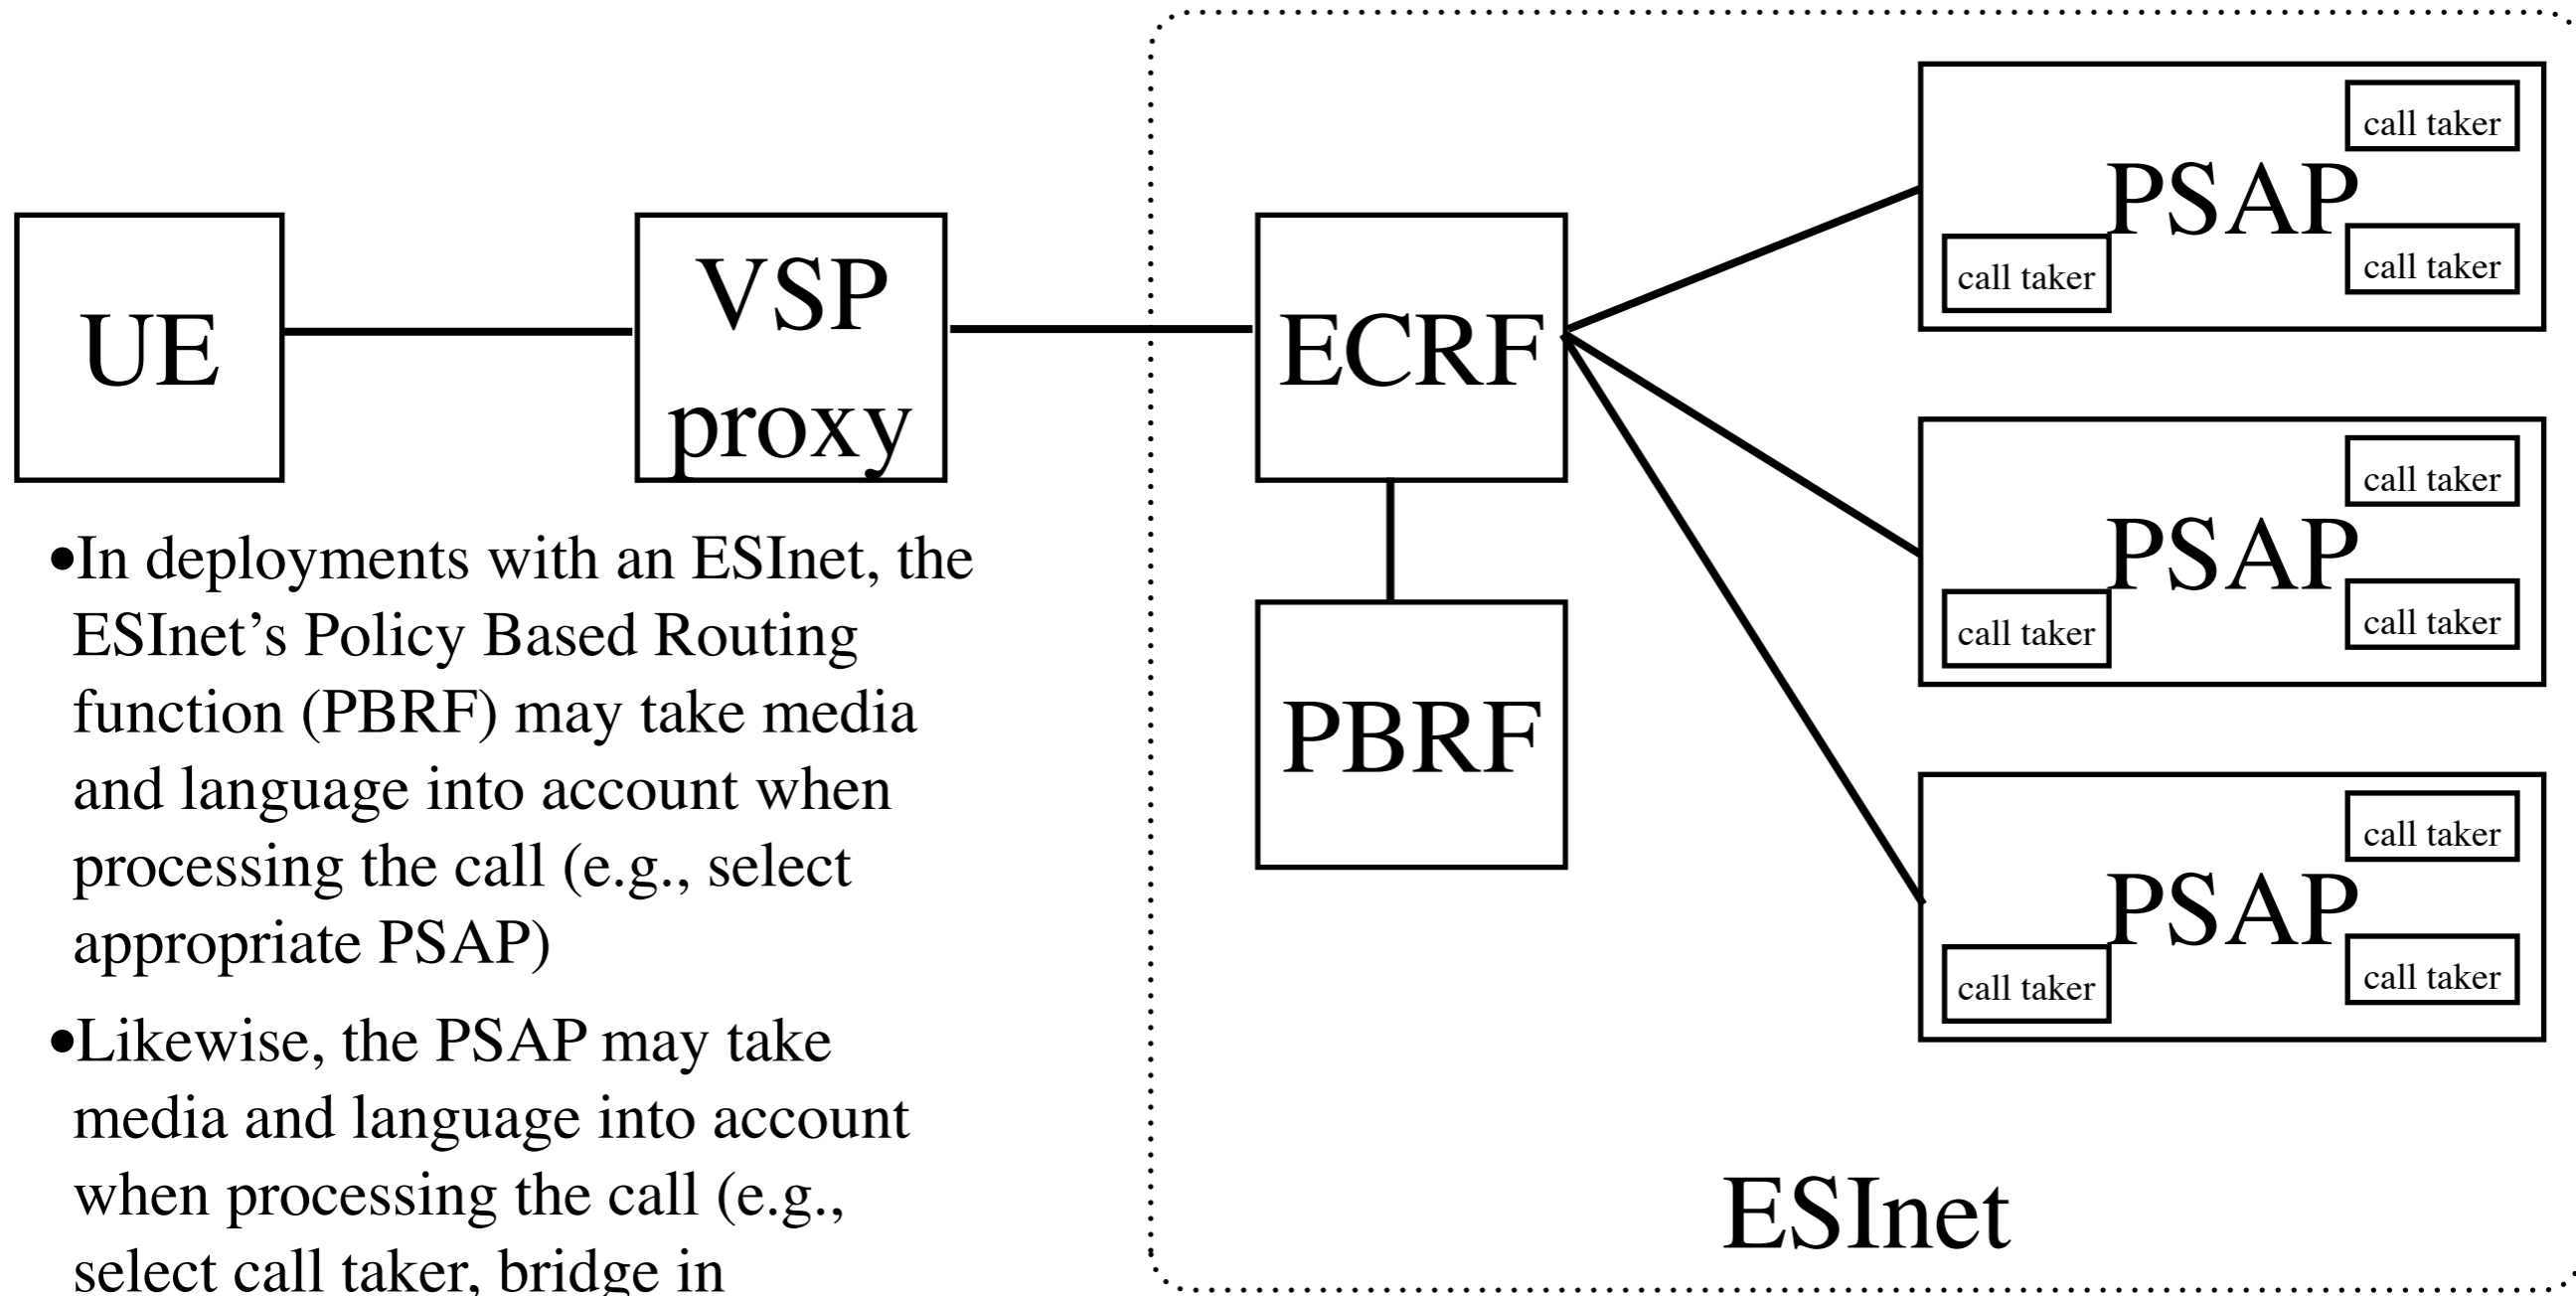 UE
VSP
proxy
ECRF
PBRF
call taker
PSAP
call taker
call taker
call taker
PSAP
call taker
call taker
call taker
PSAP
call taker
call taker
ESInet
•In deployments with an ESInet, the
ESInet’s Policy Based Routing
function (PBRF) may take media
and language into account when
processing the call (e.g., select
appropriate PSAP)
•Likewise, the PSAP may take
media and language into account
when processing the call (e.g.,
select call taker, bridge in